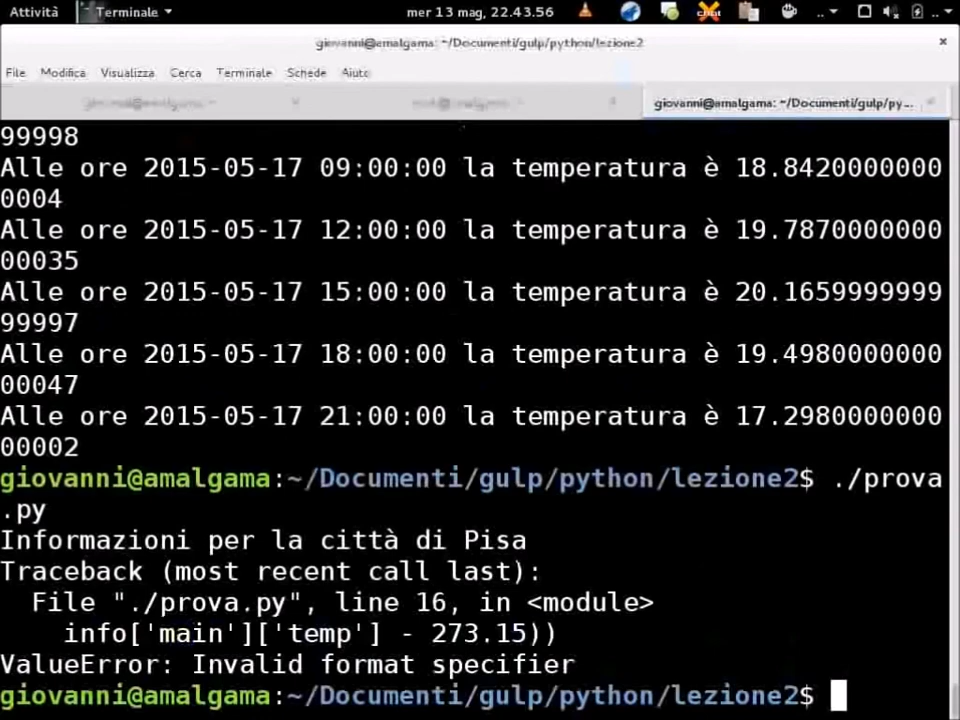 Attività Terminale mer 13 mag, 22.43.56
giovanni@amalgama: ~/Documenti/gulp/python/lezione2
File Modifica Visualizza Cerca Terminale Schede Aiuto
giovanni@amalgama: ~/Documenti/gulp/py...
99998
Alle ore 2015-05-17 09:00:00 la temperatura è 18.8420000000
0004
Alle ore 2015-05-17 12:00:00 la temperatura è 19.7870000000
00035
Alle ore 2015-05-17 15:00:00 la temperatura è 20.1659999999
99997
Alle ore 2015-05-17 18:00:00 la temperatura è 19.4980000000
00047
Alle ore 2015-05-17 21:00:00 la temperatura è 17.2980000000
00002
giovanni@amalgama:~/Documenti/gulp/python/lezione2$ ./prova
.py
Informazioni per la città di Pisa
Traceback (most recent call last):
  File "./prova.py", line 16, in <module>
    info['main']['temp'] - 273.15))
ValueError: Invalid format specifier
giovanni@amalgama:~/Documenti/gulp/python/lezione2$